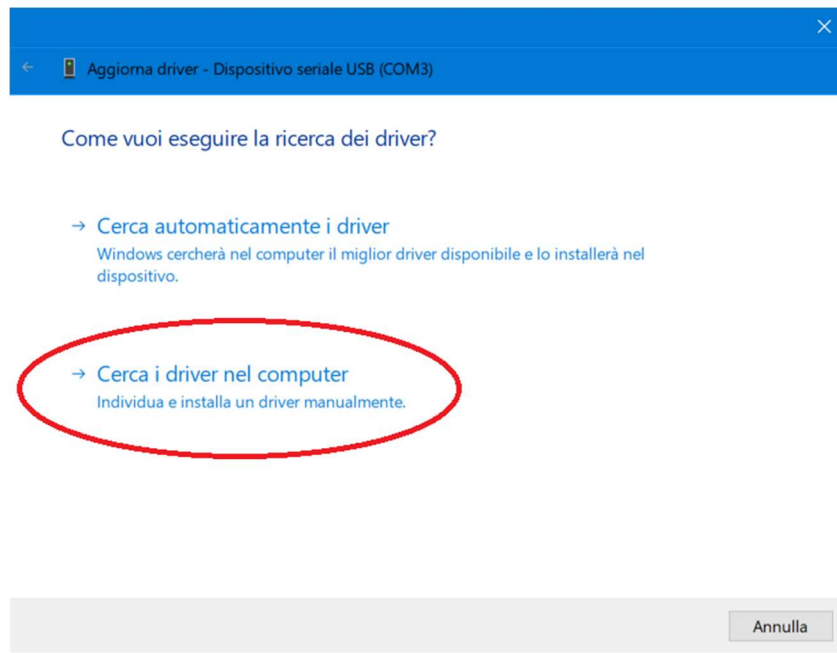 Aggiorna driver - Dispositivo seriale USB (COM3)
Come vuoi eseguire la ricerca dei driver?
→ Cerca automaticamente i driver
Windows cercherà nel computer il miglior driver disponibile e lo installerà nel
dispositivo.
→ Cerca i driver nel computer
Individua e installa un driver manualmente.
Annulla